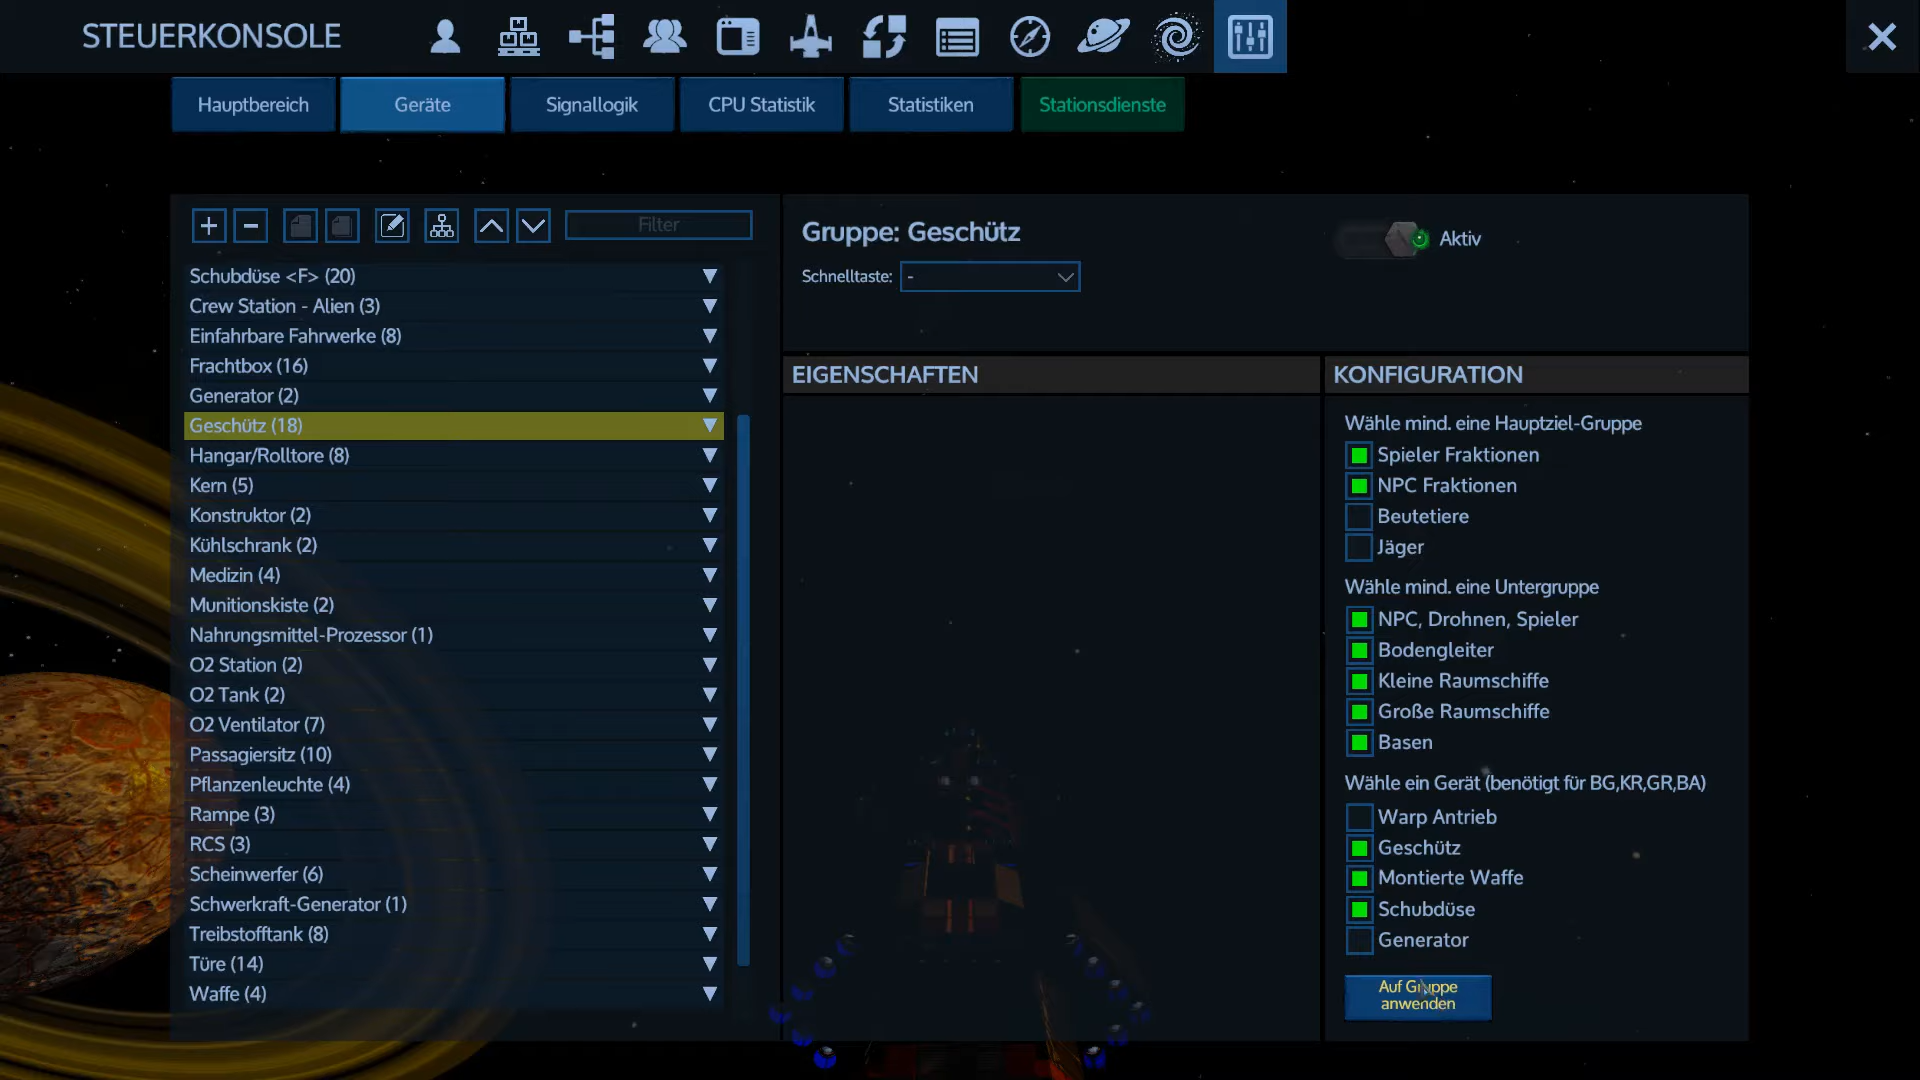 STEUERKONSOLE
Hauptbereich
Geräte
Signallogik
CPU Statistik
Statistiken
Stationsdienste
Filter
Schubdüse <F> (20)
Crew Station - Alien (3)
Einfahrbare Fahrwerke (8)
Frachtbox (16)
Generator (2)
Geschütz (18)
Hangar/Rolltore (8)
Kern (5)
Konstruktor (2)
Kühlschrank (2)
Medizin (4)
Munitionskiste (2)
Nahrungsmittel-Prozessor (1)
O2 Station (2)
O2 Tank (2)
O2 Ventilator (7)
Passagiersitz (10)
Pflanzenleuchte (4)
Rampe (3)
RCS (3)
Scheinwerfer (6)
Schwerkraft-Generator (1)
Treibstofftank (8)
Türe (14)
Waffe (4)
Gruppe: Geschütz
Aktiv
Schnelltaste: -
EIGENSCHAFTEN
KONFIGURATION
Wähle mind. eine Hauptziel-Gruppe
Spieler Fraktionen
NPC Fraktionen
Beutetiere
Jäger
Wähle mind. eine Untergruppe
NPC, Drohnen, Spieler
Bodengleiter
Kleine Raumschiffe
Große Raumschiffe
Basen
Wähle ein Gerät (benötigt für BG,KR,GR,BA)
Warp Antrieb
Geschütz
Montierte Waffe
Schubdüse
Generator
Auf Gruppe
anwenden